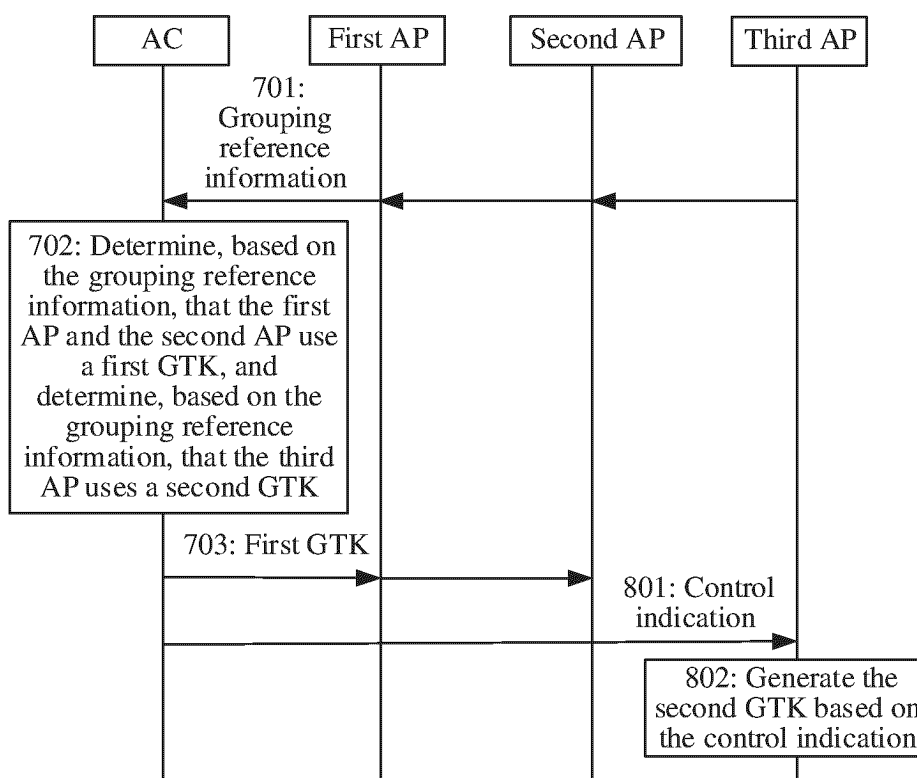 AC
First AP
Second AP
Third AP
701:
Grouping
reference
information
702: Determine, based on
the grouping reference
information, that the first
AP and the second AP use
a first GTK, and
determine, based on the
grouping reference
information, that the third
AP uses a second GTK
703: First GTK
801: Control
indication
802: Generate the
second GTK based on
the control indication